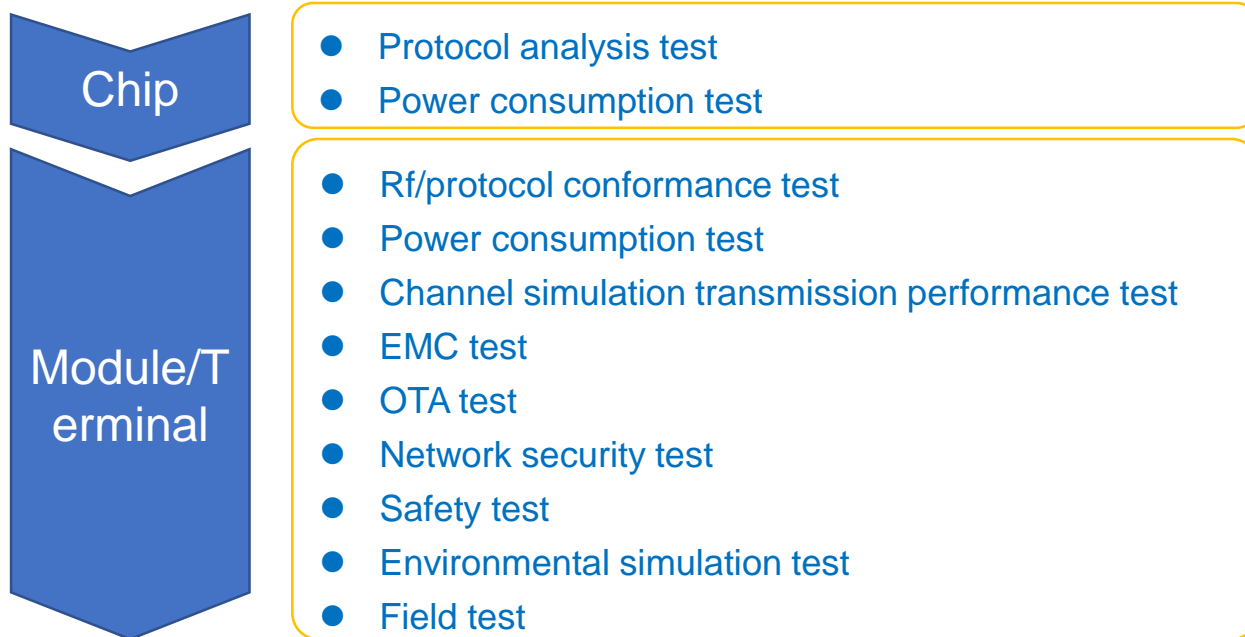 Chip
● Protocol analysis test
● Power consumption test
Module/T
erminal
● Rf/protocol conformance test
● Power consumption test
● Channel simulation transmission performance test
● EMC test
● OTA test
● Network security test
● Safety test
● Environmental simulation test
● Field test